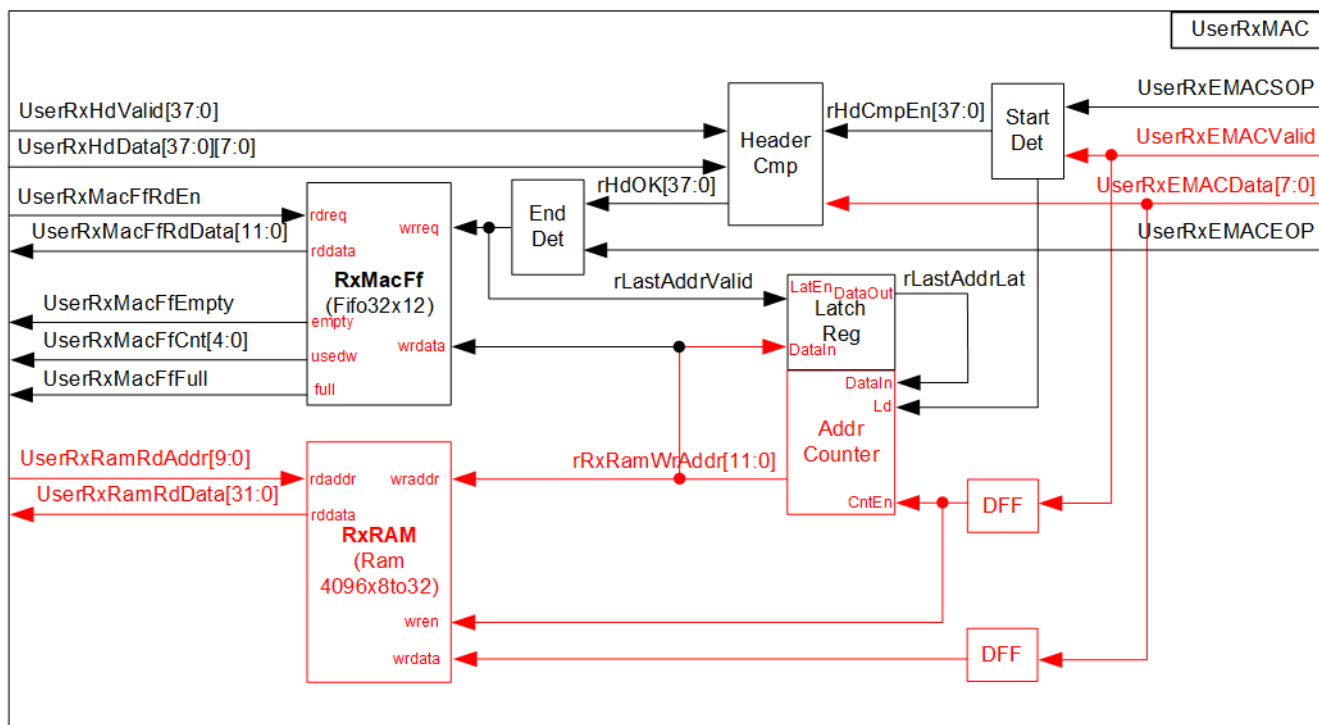 UserRxMAC
UserRxEMACSOP
UserRxHdValid[37:0]
rHdCmpEn[37:0]
Start
Det
UserRxEMACValid
UserRxHdData[37:0][7:0]
Header
Cmp
UserRxEMACData[7:0]
UserRxMacFfRdEn
rHdOK[37:0]
rdreq
wrreq
End
Det
UserRxMacFfRdData[11:0]
UserRxEMACEOP
rddata
RxMacFf
(Fifo32x12)
rLastAddrValid
LatEn
DataOut
rLastAddrLat
Latch
Reg
UserRxMacFfEmpty
empty
UserRxMacFfCnt[4:0]
usedw
wrdata
DataIn
UserRxMacFfFull
full
DataIn
Ld
Addr
Counter
UserRxRamRdAddr[9:0]
rRxRamWrAddr[11:0]
rdaddr
wraddr
UserRxRamRdData[31:0]
rddata
CntEn
DFF
RxRAM
(Ram
4096x8to32)
wren
wrdata
DFF